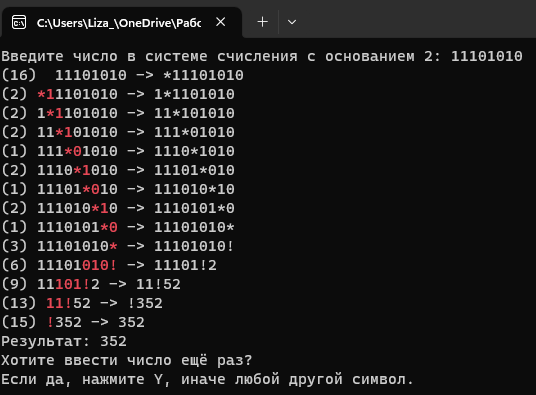 C:\Users\Liza_\OneDrive\Рабс
Введите число в системе счисления с основанием 2: 11101010
(16)  11101010 -> *11101010
(2) *11101010 -> 1*1101010
(2) 1*1101010 -> 11*101010
(2) 11*101010 -> 111*01010
(1) 111*01010 -> 1110*1010
(2) 1110*1010 -> 11101*010
(1) 11101*010 -> 111010*10
(2) 111010*10 -> 1110101*0
(1) 1110101*0 -> 11101010*
(3) 11101010* -> 11101010!
(6) 11101010! -> 11101!2
(9) 11101!2 -> 11!52
(13) 11!52 -> !352
(15) !352 -> 352
Результат: 352
Хотите ввести число ещё раз?
Если да, нажмите Y, иначе любой другой символ.